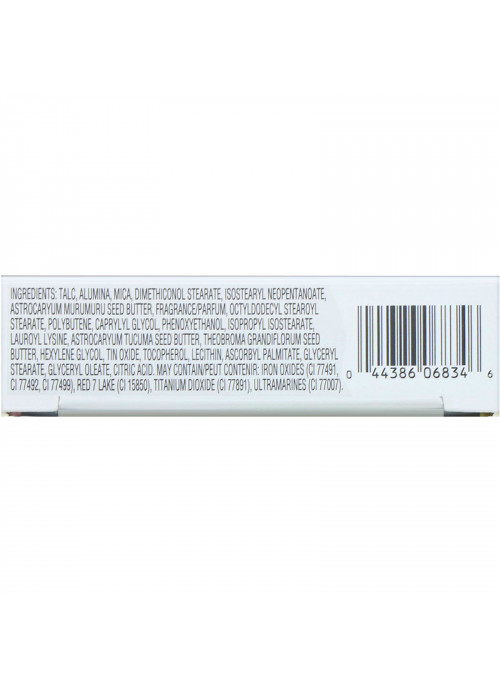 INGREDIENTS: TALC, ALUMINA, MICA, DIMETHICONOL STEARATE, ISOSTEARYL NEOPENTANOATE,
ASTROCARYUM MURUMURU SEED BUTTER, FRAGRANCE/PARFUM, OCTYLDODECYL STEAROYL
STEARATE, POLYBUTENE, CAPRYLYL GLYCOL, PHENOXYETHANOL, ISOPROPYL ISOSTEARATE,
LAUROYL LYSINE, ASTROCARYUM TUCUMA SEED BUTTER, THEOBROMA GRANDIFLORUM SEED
BUTTER, HEXYLENE GLYCOL, TIN OXIDE, TOCOPHEROL, LECITHIN, ASCORBYL PALMITATE, GLYCERYL
STEARATE, GLYCERYL OLEATE, CITRIC ACID. MAY CONTAIN/PEUT CONTENIR: IRON OXIDES (CI 77491,
CI 77492, CI 77499), RED 7 LAKE (CI 15850), TITANIUM DIOXIDE (CI 77891), ULTRAMARINES (CI 77007).
0 44386 06834 6